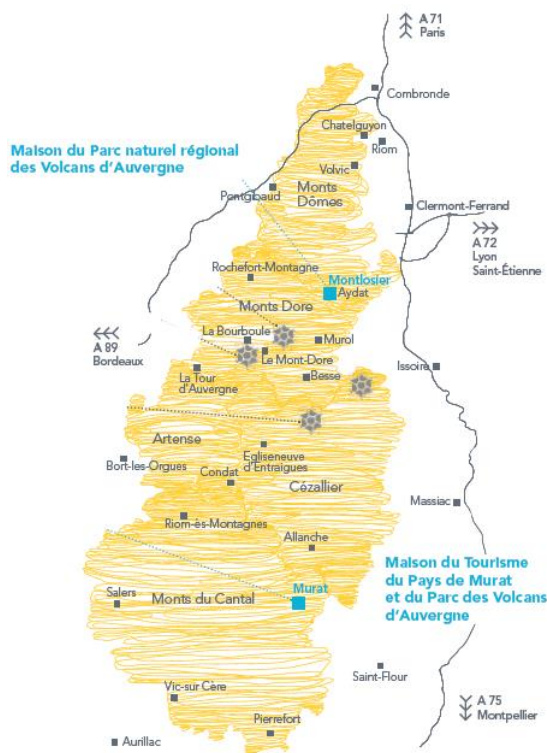 A 71
Paris
Combronde
Chatelguyon
Riom
Maison du Parc naturel régional
des Volcans d'Auvergne
Volvic
Monts
Dômes
Pontgibaud
Clermont-Ferrand
A 72
Lyon
Saint-Étienne
Rochefort-Montagne
Montlosier
Aydat
Monts Dore
La Bourboule
Murol
A 89
Bordeaux
Le Mont-Dore
Issoire
La Tour
d'Auvergne
Besse
Artense
Egliseneuve
d'Entraigues
Bort-les-Orgues
Condat
Cézallier
Massiac
Riom-ès-Montagnes
Allanche
Maison du Tourisme
du Pays de Murat
et du Parc des Volcans
d'Auvergne
Murat
Salers
Monts du Cantal
Saint-Flour
Vic-sur Cère
A 75
Montpellier
Pierrefort
Aurillac